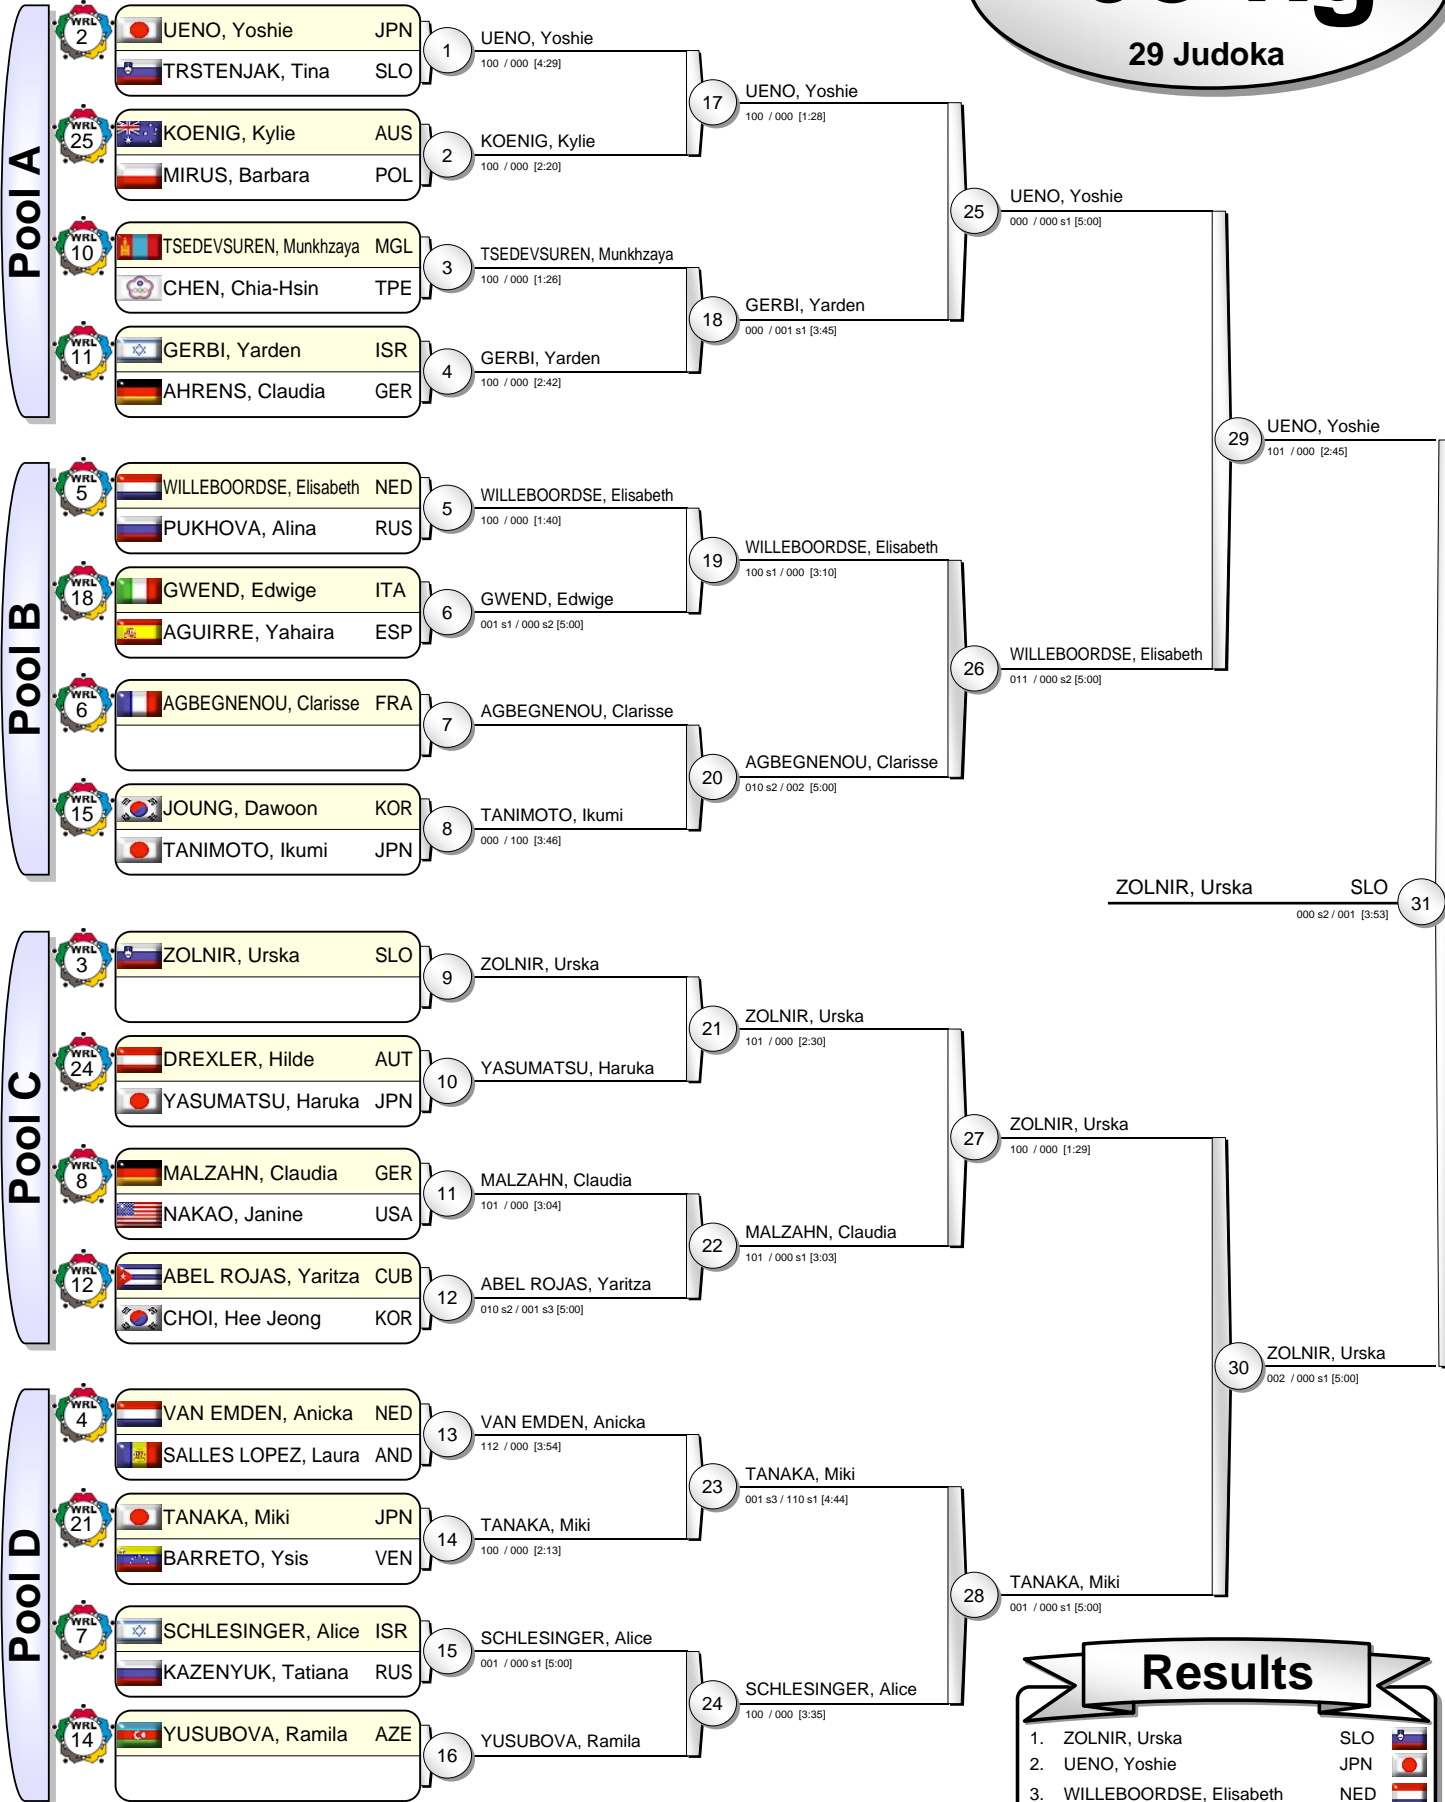 29 Judoka
Pool A
WRL 2
UENO, Yoshie JPN
TRSTENJAK, Tina SLO
1
UENO, Yoshie
100 / 000 [4:29]
WRL 25
KOENIG, Kylie AUS
MIRUS, Barbara POL
2
KOENIG, Kylie
100 / 000 [2:20]
17
UENO, Yoshie
100 / 000 [1:28]
WRL 10
TSEDEVSUREN, Munkhzaya MGL
CHEN, Chia-Hsin TPE
3
TSEDEVSUREN, Munkhzaya
100 / 000 [1:26]
WRL 11
GERBI, Yarden ISR
AHRENS, Claudia GER
4
GERBI, Yarden
100 / 000 [2:42]
18
GERBI, Yarden
000 / 001 s1 [3:45]
25
UENO, Yoshie
000 / 000 s1 [5:00]
Pool B
WRL 5
WILLEBOORDSE, Elisabeth NED
PUKHOVA, Alina RUS
5
WILLEBOORDSE, Elisabeth
100 / 000 [1:40]
WRL 18
GWEND, Edwige ITA
AGUIRRE, Yahaira ESP
6
GWEND, Edwige
001 s1 / 000 s2 [5:00]
19
WILLEBOORDSE, Elisabeth
100 s1 / 000 [3:10]
WRL 6
AGBEGNENOU, Clarisse FRA
7
AGBEGNENOU, Clarisse
WRL 15
JOUNG, Dawoon KOR
TANIMOTO, Ikumi JPN
8
TANIMOTO, Ikumi
000 / 100 [3:46]
20
AGBEGNENOU, Clarisse
010 s2 / 002 [5:00]
26
WILLEBOORDSE, Elisabeth
011 / 000 s2 [5:00]
29
UENO, Yoshie
101 / 000 [2:45]
ZOLNIR, Urska SLO
000 s2 / 001 [3:53]
31
Pool C
WRL 3
ZOLNIR, Urska SLO
9
ZOLNIR, Urska
WRL 24
DREXLER, Hilde AUT
YASUMATSU, Haruka JPN
10
YASUMATSU, Haruka
21
ZOLNIR, Urska
101 / 000 [2:30]
WRL 8
MALZAHN, Claudia GER
NAKAO, Janine USA
11
MALZAHN, Claudia
101 / 000 [3:04]
WRL 12
ABEL ROJAS, Yaritza CUB
CHOI, Hee Jeong KOR
12
ABEL ROJAS, Yaritza
010 s2 / 001 s3 [5:00]
22
MALZAHN, Claudia
101 / 000 s1 [3:03]
27
ZOLNIR, Urska
100 / 000 [1:29]
Pool D
WRL 4
VAN EMDEN, Anicka NED
SALLES LOPEZ, Laura AND
13
VAN EMDEN, Anicka
112 / 000 [3:54]
WRL 21
TANAKA, Miki JPN
BARRETO, Ysis VEN
14
TANAKA, Miki
100 / 000 [2:13]
23
TANAKA, Miki
001 s3 / 110 s1 [4:44]
WRL 7
SCHLESINGER, Alice ISR
KAZENYUK, Tatiana RUS
15
SCHLESINGER, Alice
001 / 000 s1 [5:00]
WRL 14
YUSUBOVA, Ramila AZE
16
YUSUBOVA, Ramila
24
SCHLESINGER, Alice
100 / 000 [3:35]
28
TANAKA, Miki
001 / 000 s1 [5:00]
30
ZOLNIR, Urska
002 / 000 s1 [5:00]
Results
1. ZOLNIR, Urska SLO
2. UENO, Yoshie JPN
3. WILLEBOORDSE, Elisabeth NED